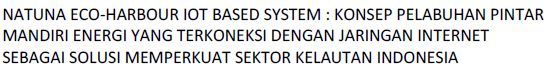 NATUNA ECO-HARBOUR IOT BASED SYSTEM : KONSEP PELABUHAN PINTAR
MANDIRI ENERGI YANG TERKONEKSI DENGAN JARINGAN INTERNET
SEBAGAI SOLUSI MEMPERKUAT SEKTOR KELAUTAN INDONESIA